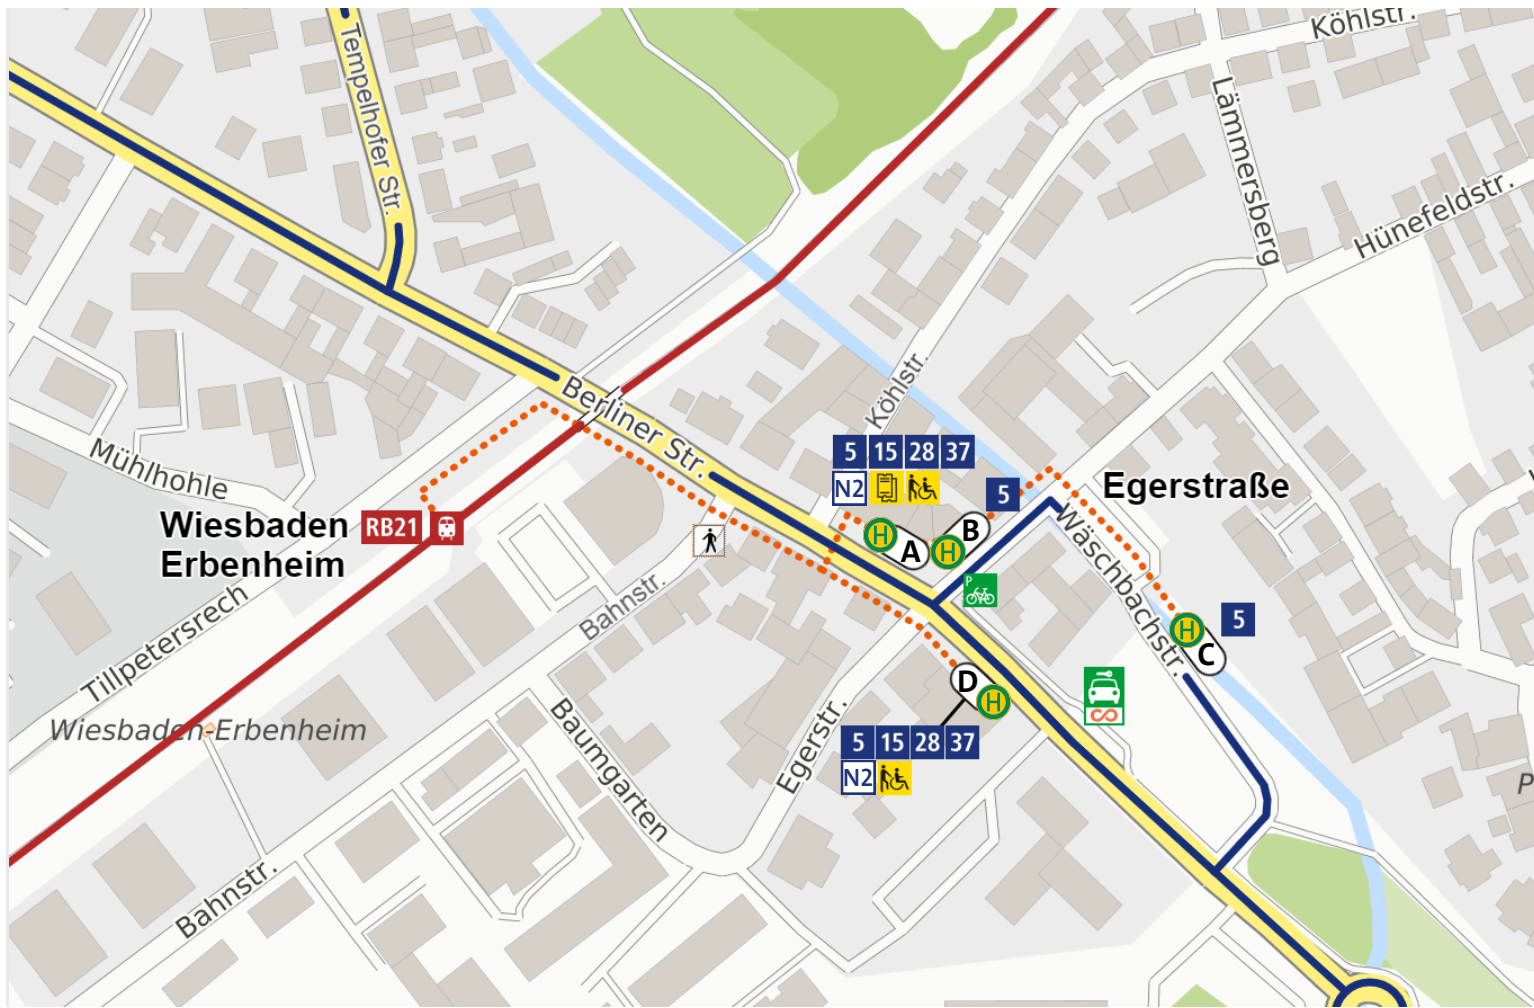 Köhlstr.
Tempelhofer Str.
Lämmersberg
Hünefeldstr.
Berliner Str.
Köhlstr.
Mühlhohle
5 15 28 37
N2
5
Egerstraße
Wiesbaden
Erbenheim
RB21
H A
H B
P
Wäschbachstr.
Tillpetersrech
Bahnstr.
5
H
C
D
H
Wiesbaden-Erbenheim
Baumgarten
Egerstr.
5 15 28 37
N2
P
Bahnstr.